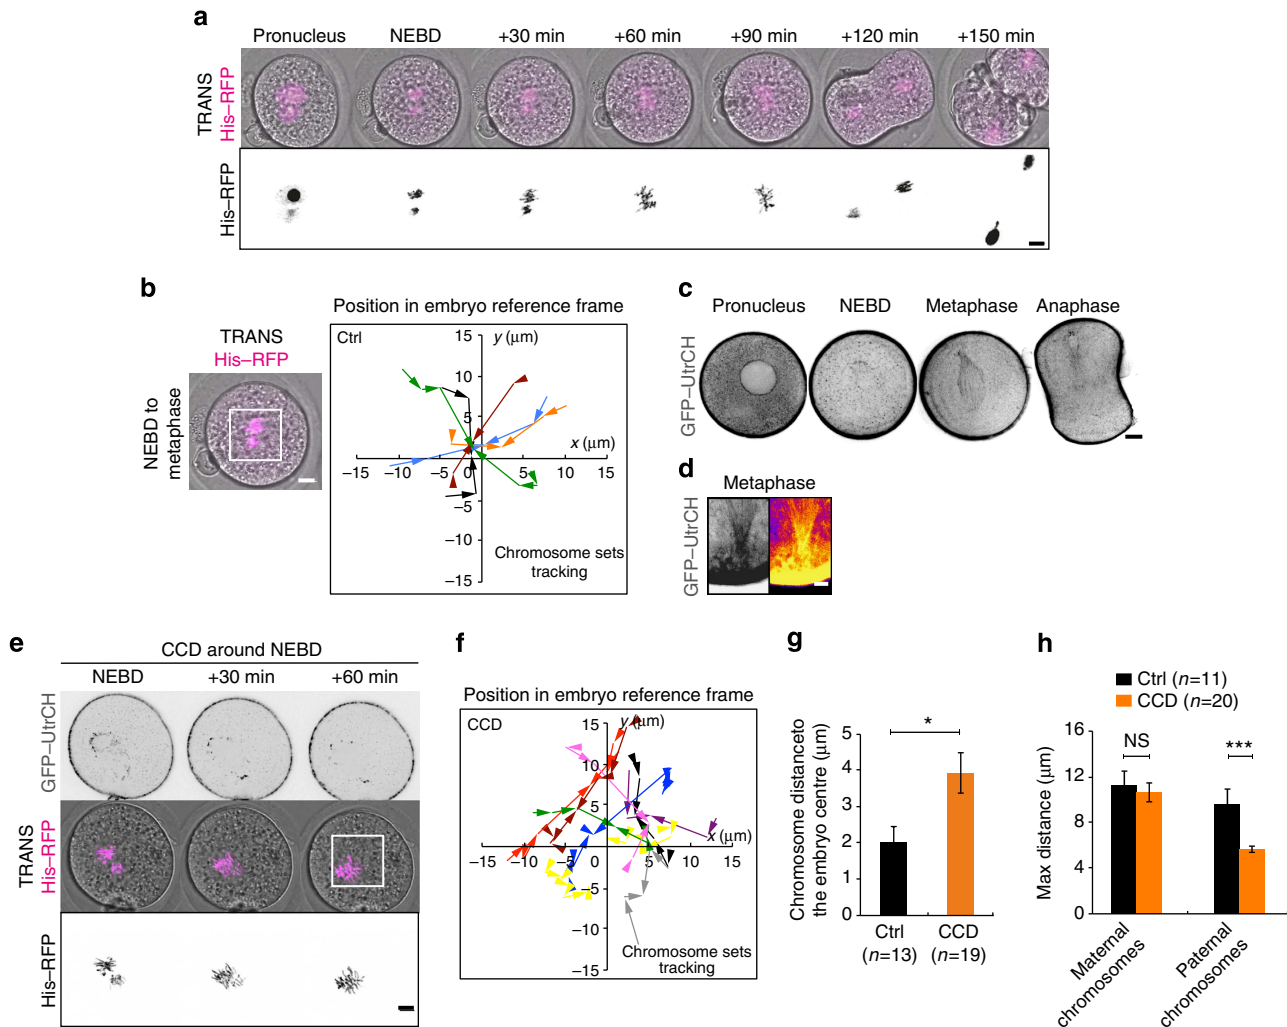 a
Pronucleus NEBD +30 min +60 min +90 min +120 min +150 min
TRANS
His–RFP
His–RFP
b
Position in embryo reference frame
TRANS
His–RFP
NEBD to
metaphase
Ctrl
y (μm)
15
10
5
x (μm)
−15 −10 −5 0 5 10 15
−5
−10
−15
Chromosome sets
tracking
c
Pronucleus NEBD Metaphase Anaphase
GFP–UtrCH
d
Metaphase
GFP–UtrCH
e
CCD around NEBD
NEBD +30 min +60 min
GFP–UtrCH
TRANS
His–RFP
His–RFP
f
Position in embryo reference frame
CCD
y (μm)
15
10
5
x (μm)
−15 −10 −5 0 5 10 15
−5
−10
−15
Chromosome sets
tracking
g
Chromosome distanceto
the embryo centre (μm)
5
4
3
2
1
0
*
Ctrl
(n=13)
CCD
(n=19)
h
Ctrl (n=11)
CCD (n=20)
Max distance (μm)
16
12
8
4
0
NS
***
Maternal
chromosomes
Paternal
chromosomes